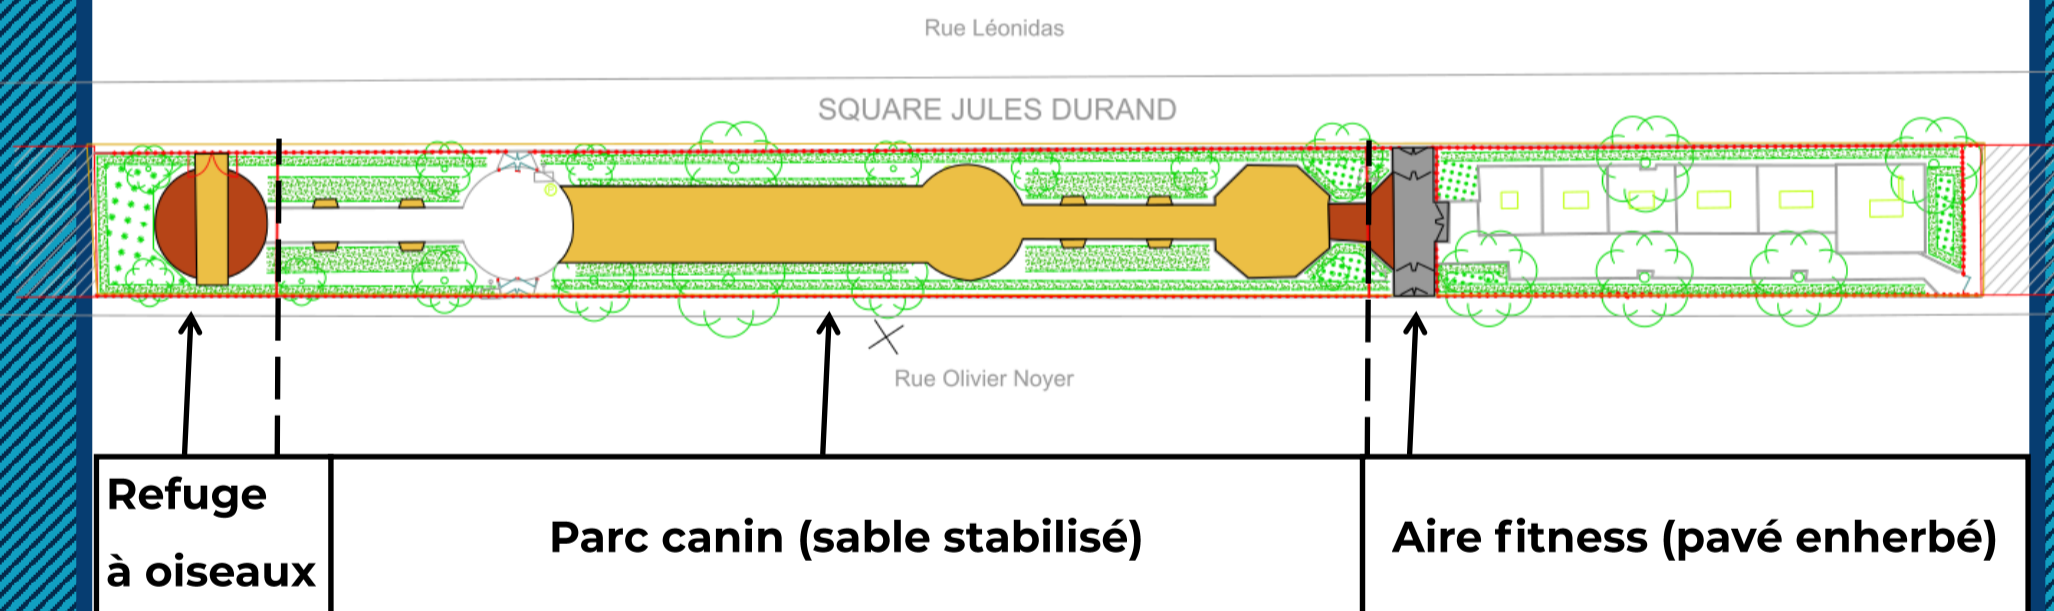 Rue Léonidas
SQUARE JULES DURAND
Rue Olivier Noyer
Refuge
à oiseaux
Parc canin (sable stabilisé)
Aire fitness (pavé enherbé)